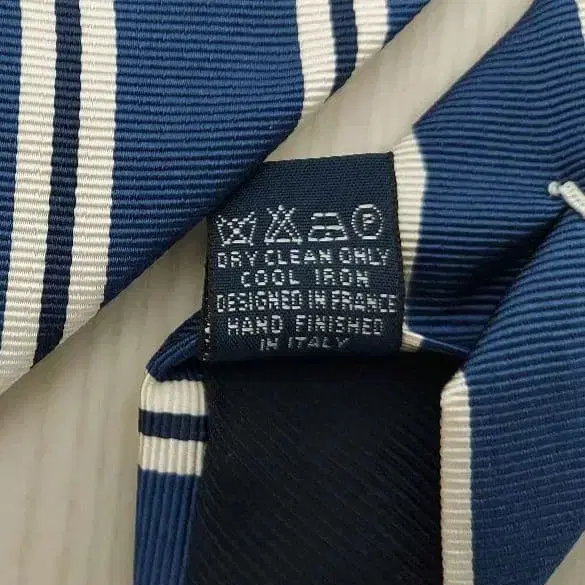 P
DRY CLEAN ONLY
COOL IRON
DESIGNED IN FRANCE
HAND FINISHED
IN ITALY